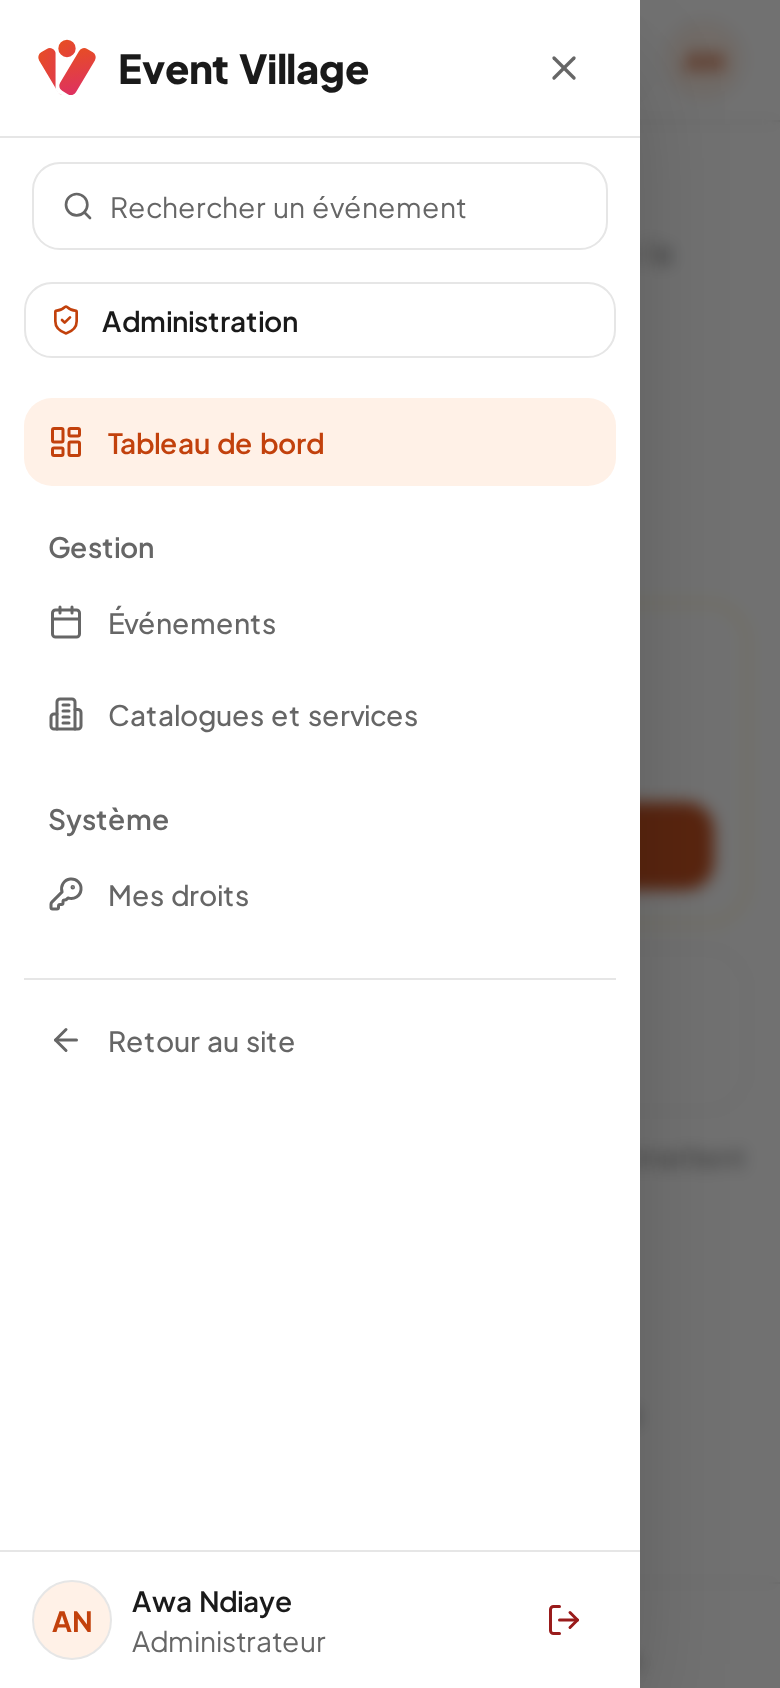 Event Village
Rechercher un événement
Administration
Tableau de bord
Gestion
Événements
Catalogues et services
Système
Mes droits
Retour au site
AN
Awa Ndiaye
Administrateur